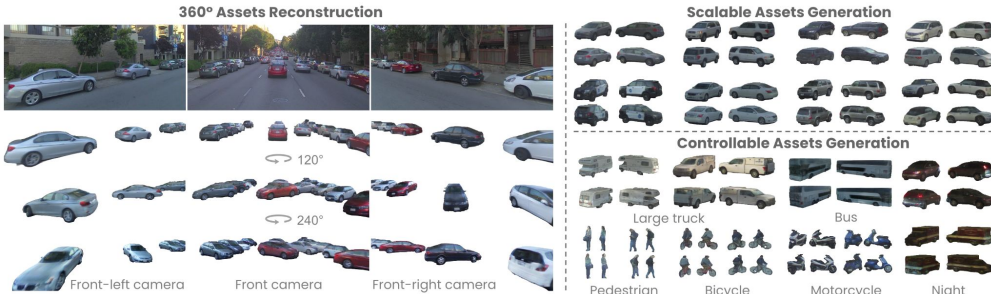 360° Assets Reconstruction
120°
240°
Front-left camera
Front camera
Front-right camera
Scalable Assets Generation
Controllable Assets Generation
Large truck
Bus
Pedestrian
Bicycle
Motorcycle
Night